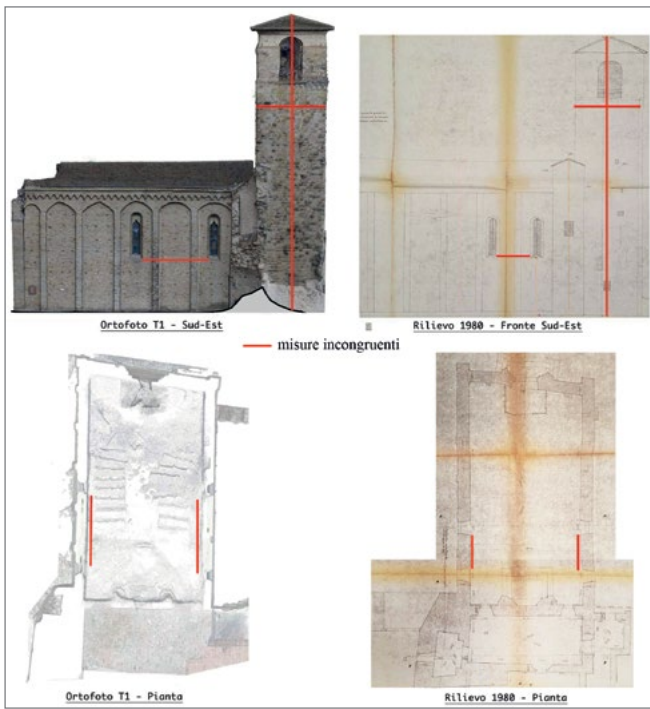 Ortofoto T1 - Sud-Est
Rilievo 1980 - Fronte Sud-Est
misure incongruenti
Ortofoto T1 - Pianta
Rilievo 1980 - Pianta